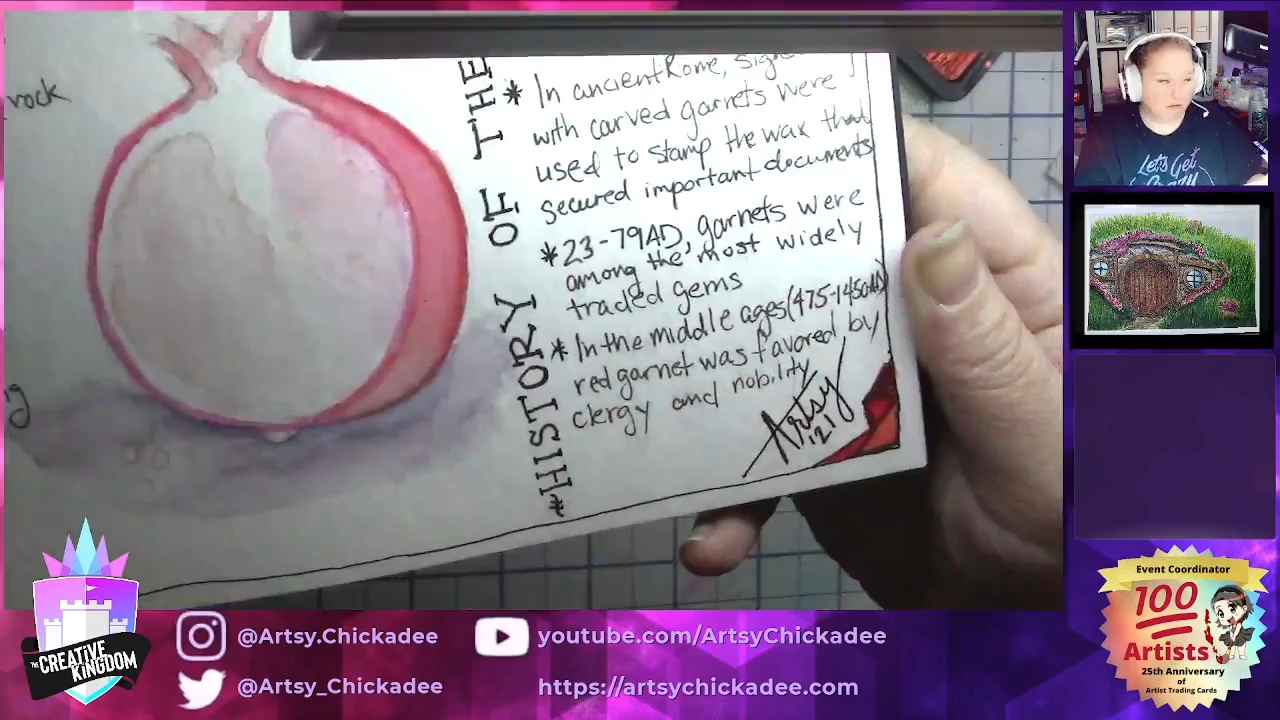 rock
#HISTORY OF THE
* In ancient Rome,
with carved garnets were
used to stamp the wax that
secured important documents
* 23-79AD, garnets were
among the most widely
traded gems
* In the middle ages (475-1450AD)
red garnet was favored by
clergy and nobility
Artsy
'21
LET'S GET
Event Coordinator
100
Artists
25th Anniversary
of
Artist Trading Cards
THE CREATIVE
KINGDOM
@Artsy.Chickadee
youtube.com/ArtsyChickadee
@Artsy_Chickadee
https://artsychickadee.com